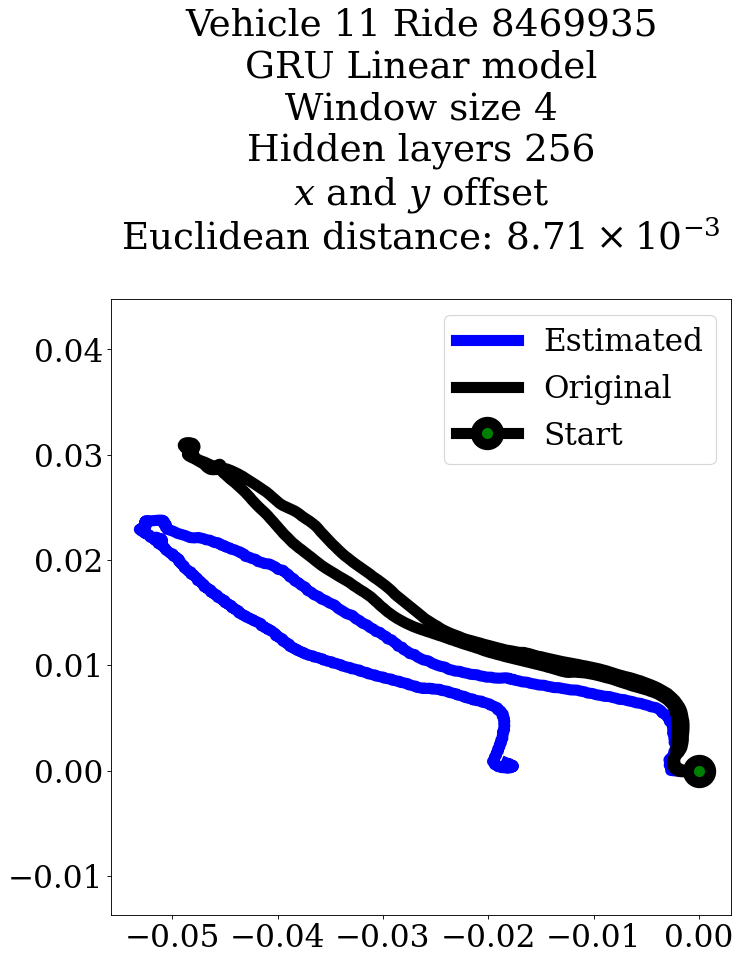 Vehicle 11 Ride 8469935
GRU Linear model
Window size 4
Hidden layers 256
x and y offset
Euclidean distance: 8.71 × 10⁻³
Estimated
Original
Start
0.04
0.03
0.02
0.01
0.00
−0.01
−0.05 −0.04 −0.03 −0.02 −0.01 0.00